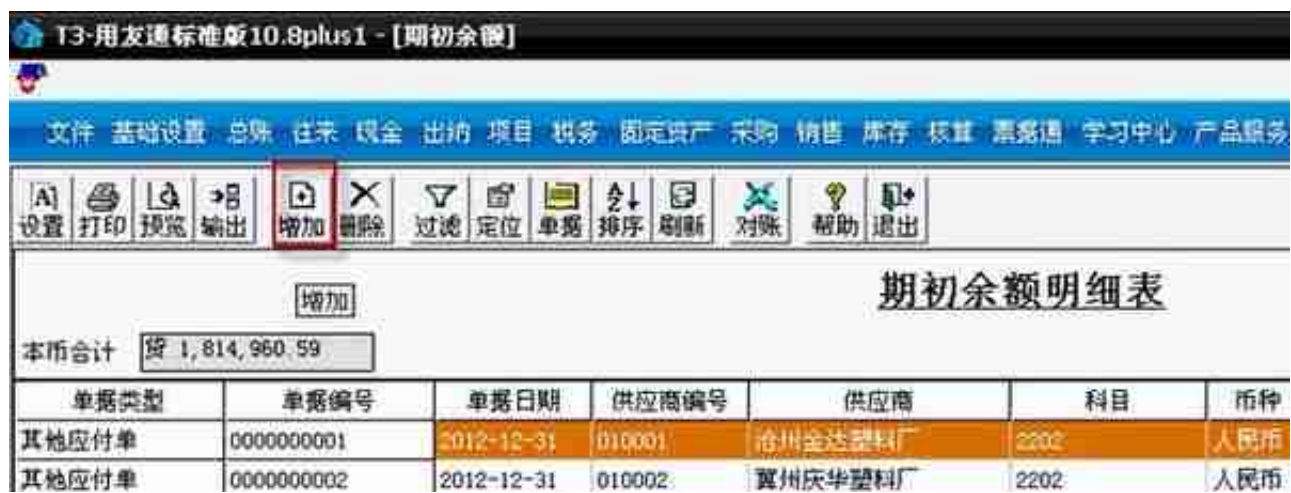 T3-用友通标准版10.8plus1 - [期初余额]
文件 基础设置 总账 往来 现金 出纳 项目 税务 固定资产 采购 销售 库存 核算 票据通 学习中心 产品服务
设置 打印 预览 输出 增加 删除 过滤 定位 单据 排序 刷新 对账 帮助 退出
增加
期初余额明细表
本币合计 贷 1,814,960.59
单据类型 单据编号 单据日期 供应商编号 供应商 科目 币种
其他应付单 0000000001 2012-12-31 010001 沧州金达塑料厂 2202 人民币
其他应付单 0000000002 2012-12-31 010002 冀州庆华塑料厂 2202 人民币